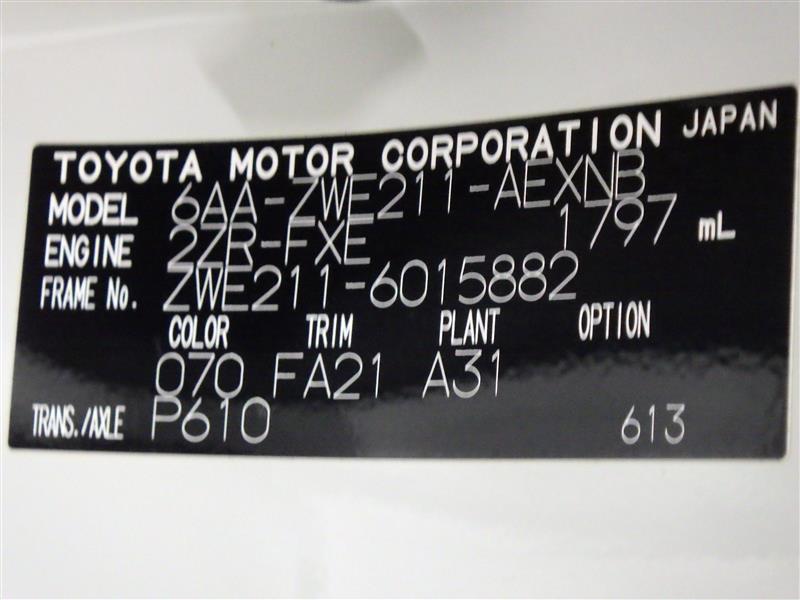 TOYOTA MOTOR CORPORATION JAPAN
MODEL 6AA-ZWE211-AEXNB
ENGINE 2ZR-FXE 1797 mL
FRAME No. ZWE211-6015882
COLOR TRIM PLANT OPTION
070 FA21 A31
TRANS./AXLE P610 613